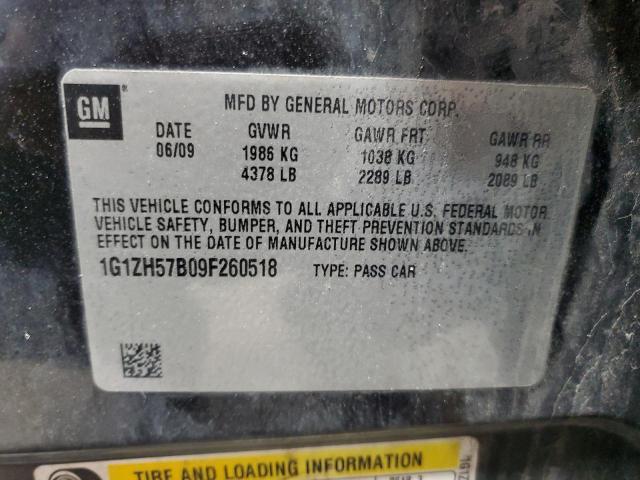 GM
MFD BY GENERAL MOTORS CORP.
DATE GVWR GAWR FRT GAWR RR
06/09 1986 KG 1038 KG 948 KG
4378 LB 2289 LB 2089 LB
THIS VEHICLE CONFORMS TO ALL APPLICABLE U.S. FEDERAL MOTOR
VEHICLE SAFETY, BUMPER, AND THEFT PREVENTION STANDARDS IN
EFFECT ON THE DATE OF MANUFACTURE SHOWN ABOVE.
1G1ZH57B09F260518 TYPE: PASS CAR
TIRE AND LOADING INFORMATION